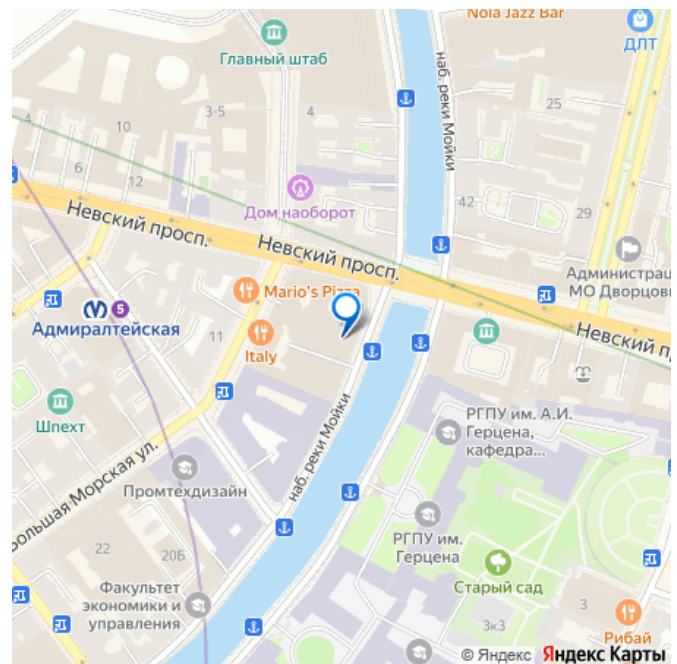 Nola Jazz Bar
ДЛТ
Главный штаб
наб. реки Мойки
3-5
4
25
10
4
6
12
Дом наоборот
42
29
Невский просп.
Невский просп.
Администрац
МО Дворцовы
Mario's Pizza
5
Адмиралтейская
11
Italy
Невский п
Шпехт
наб. реки Мойки
РГПУ им. А.И.
Герцена,
кафедра...
Большая Морская ул.
Промтехдизайн
РГПУ им.
Герцена
22
20Б
Старый сад
Факультет
экономики и
управления
3
3к3
Рибай
© Яндекс Яндекс Карты